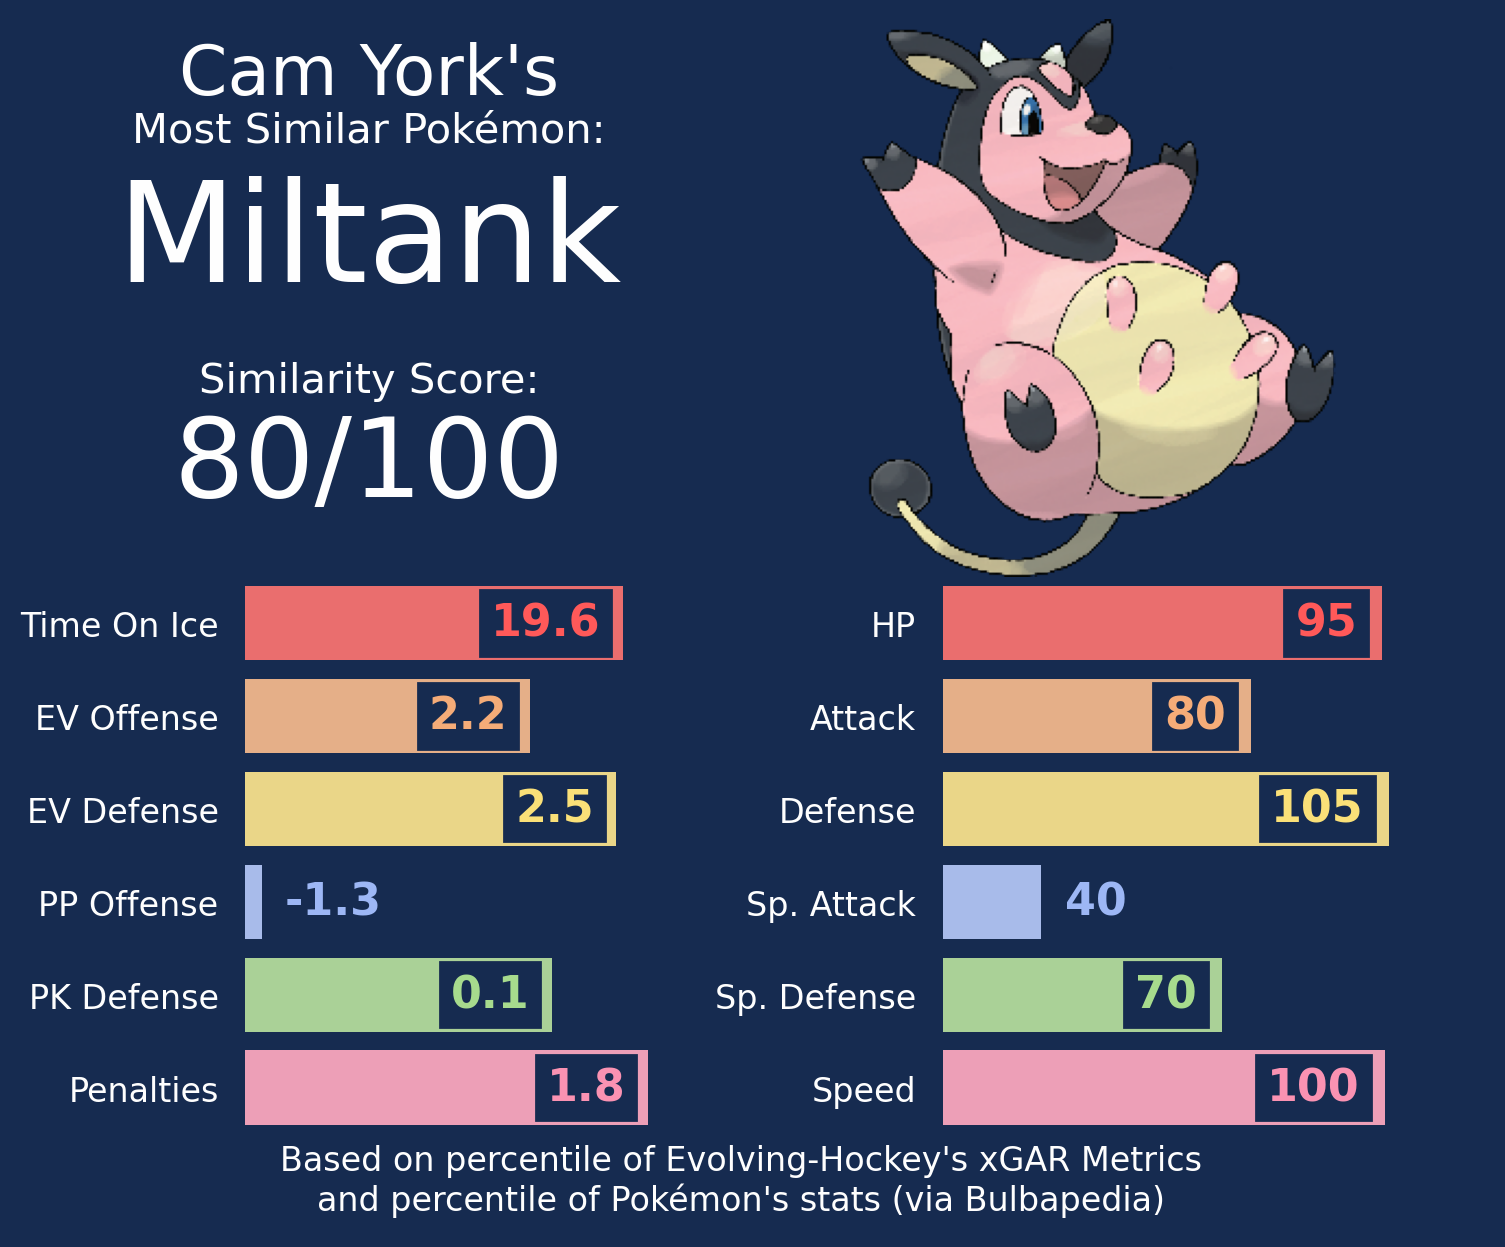 Cam York's
Most Similar Pokémon:
Miltank
Similarity Score:
80/100
Time On Ice 19.6
EV Offense 2.2
EV Defense 2.5
PP Offense -1.3
PK Defense 0.1
Penalties 1.8
HP 95
Attack 80
Defense 105
Sp. Attack 40
Sp. Defense 70
Speed 100
Based on percentile of Evolving-Hockey's xGAR Metrics
and percentile of Pokémon's stats (via Bulbapedia)